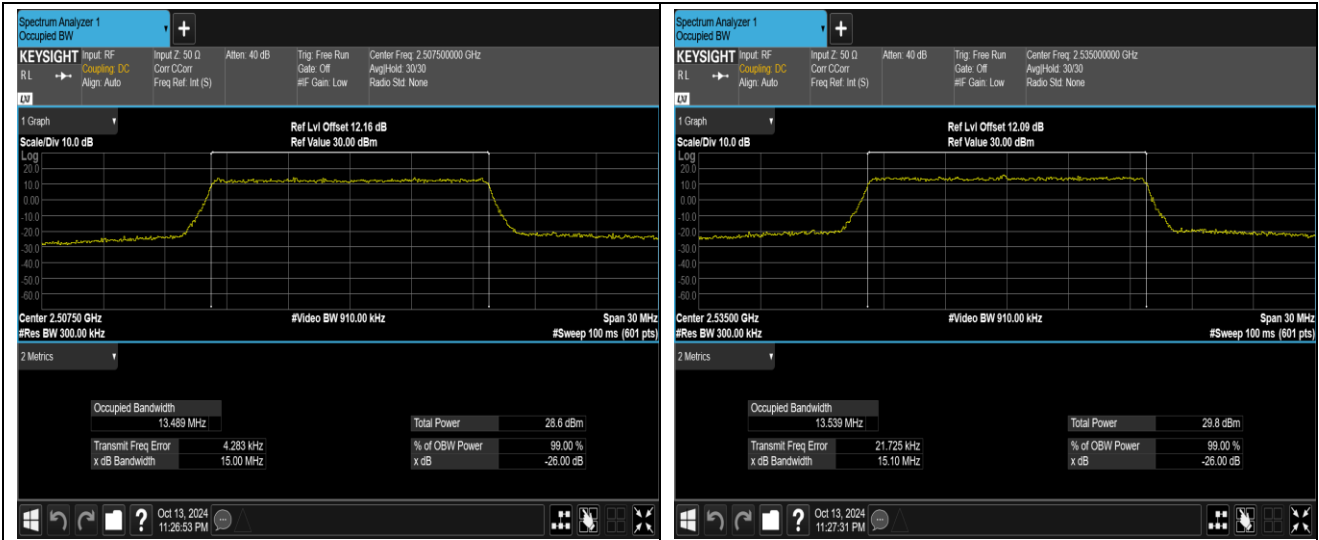 Spectrum Analyzer 1
Occupied BW
+
KEYSIGHT Input: RF Input Z: 50 Ω Atten: 40 dB Trig: Free Run Center Freq: 2.507500000 GHz
RL Coupling: DC Corr CCorr Gate: Off Avg|Hold: 30/30
Align: Auto Freq Ref: Int (S) #IF Gain: Low Radio Std: None
LXI
1 Graph Ref Lvl Offset 12.16 dB
Scale/Div 10.0 dB Ref Value 30.00 dBm
Log
20.0
10.0
0.00
-10.0
-20.0
-30.0
-40.0
-50.0
-60.0
Center 2.50750 GHz #Video BW 910.00 kHz Span 30 MHz
#Res BW 300.00 kHz #Sweep 100 ms (601 pts)
2 Metrics
Occupied Bandwidth
13.489 MHz Total Power 28.6 dBm
Transmit Freq Error 4.283 kHz % of OBW Power 99.00 %
x dB Bandwidth 15.00 MHz x dB -26.00 dB
? Oct 13, 2024
11:26:53 PM
Spectrum Analyzer 1
Occupied BW
+
KEYSIGHT Input: RF Input Z: 50 Ω Atten: 40 dB Trig: Free Run Center Freq: 2.535000000 GHz
RL Coupling: DC Corr CCorr Gate: Off Avg|Hold: 30/30
Align: Auto Freq Ref: Int (S) #IF Gain: Low Radio Std: None
LXI
1 Graph Ref Lvl Offset 12.09 dB
Scale/Div 10.0 dB Ref Value 30.00 dBm
Log
20.0
10.0
0.00
-10.0
-20.0
-30.0
-40.0
-50.0
-60.0
Center 2.53500 GHz #Video BW 910.00 kHz Span 30 MHz
#Res BW 300.00 kHz #Sweep 100 ms (601 pts)
2 Metrics
Occupied Bandwidth
13.539 MHz Total Power 29.8 dBm
Transmit Freq Error 21.725 kHz % of OBW Power 99.00 %
x dB Bandwidth 15.10 MHz x dB -26.00 dB
? Oct 13, 2024
11:27:31 PM